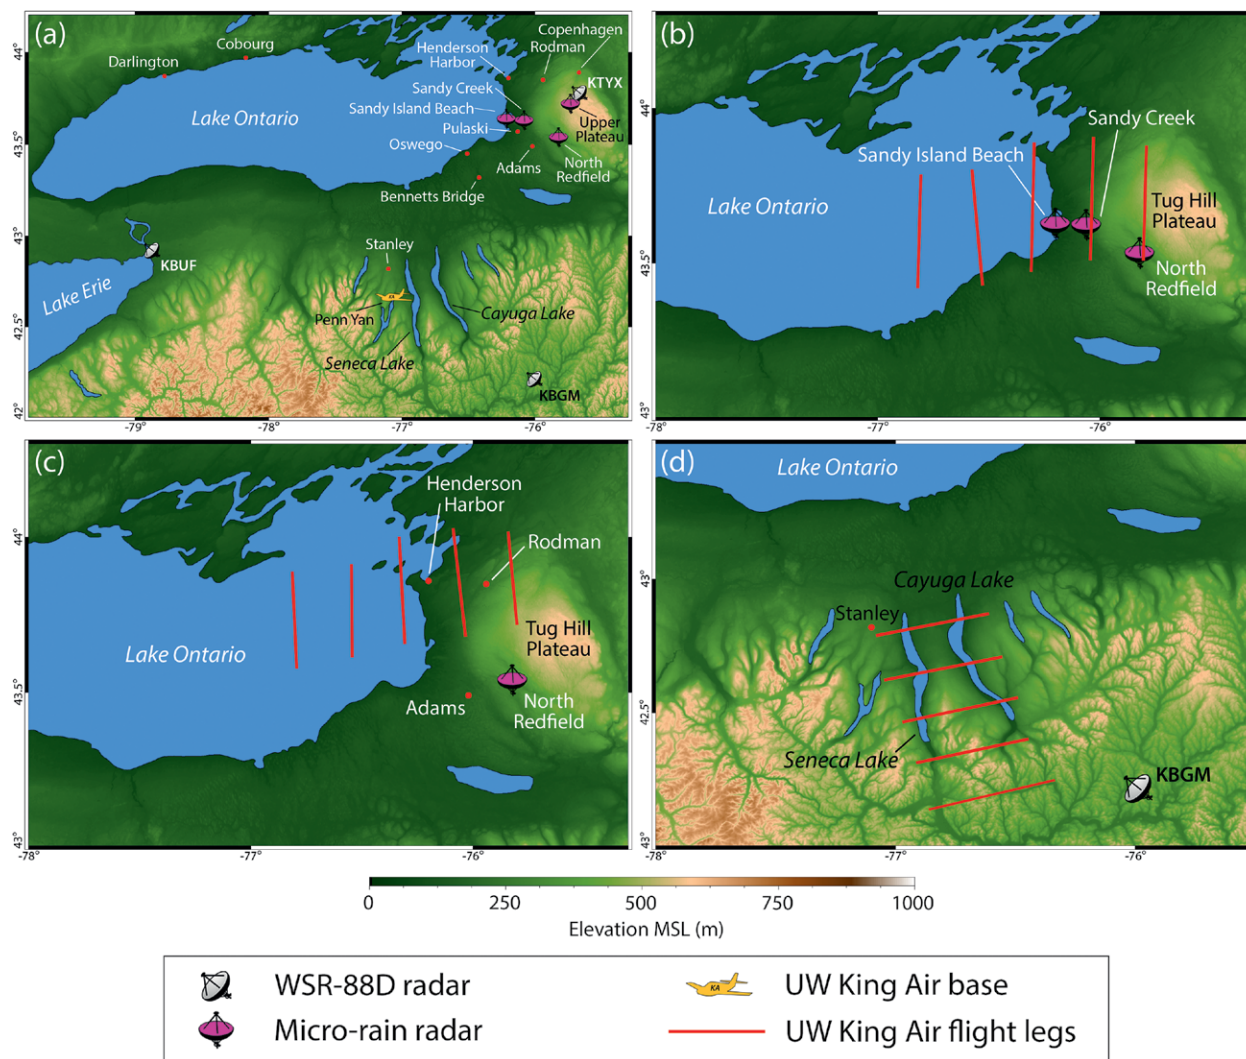 (a)
Cobourg
Darlington
Henderson
Harbor
Copenhagen
Rodman
KTYX
Sandy Creek
Sandy Island Beach
Lake Ontario
Pulaski
Upper
Plateau
Oswego
Adams
North
Redfield
Bennetts Bridge
Stanley
KBUF
Lake Erie
Penn Yan
KA
Cayuga Lake
Seneca Lake
KBGM
44°
43.5°
43°
42.5°
42°
-79°
-78°
-77°
-76°
(b)
Sandy Creek
Sandy Island Beach
Lake Ontario
Tug Hill
Plateau
North
Redfield
44°
43.5°
43°
-78°
-77°
-76°
(c)
Henderson
Harbor
Rodman
Lake Ontario
Tug Hill
Plateau
Adams
North
Redfield
44°
43.5°
43°
-78°
-77°
-76°
(d)
Lake Ontario
Cayuga Lake
Stanley
Seneca Lake
KBGM
43°
42.5°
-78°
-77°
-76°
0
250
500
750
1000
Elevation MSL (m)
WSR-88D radar
KA
UW King Air base
Micro-rain radar
UW King Air flight legs